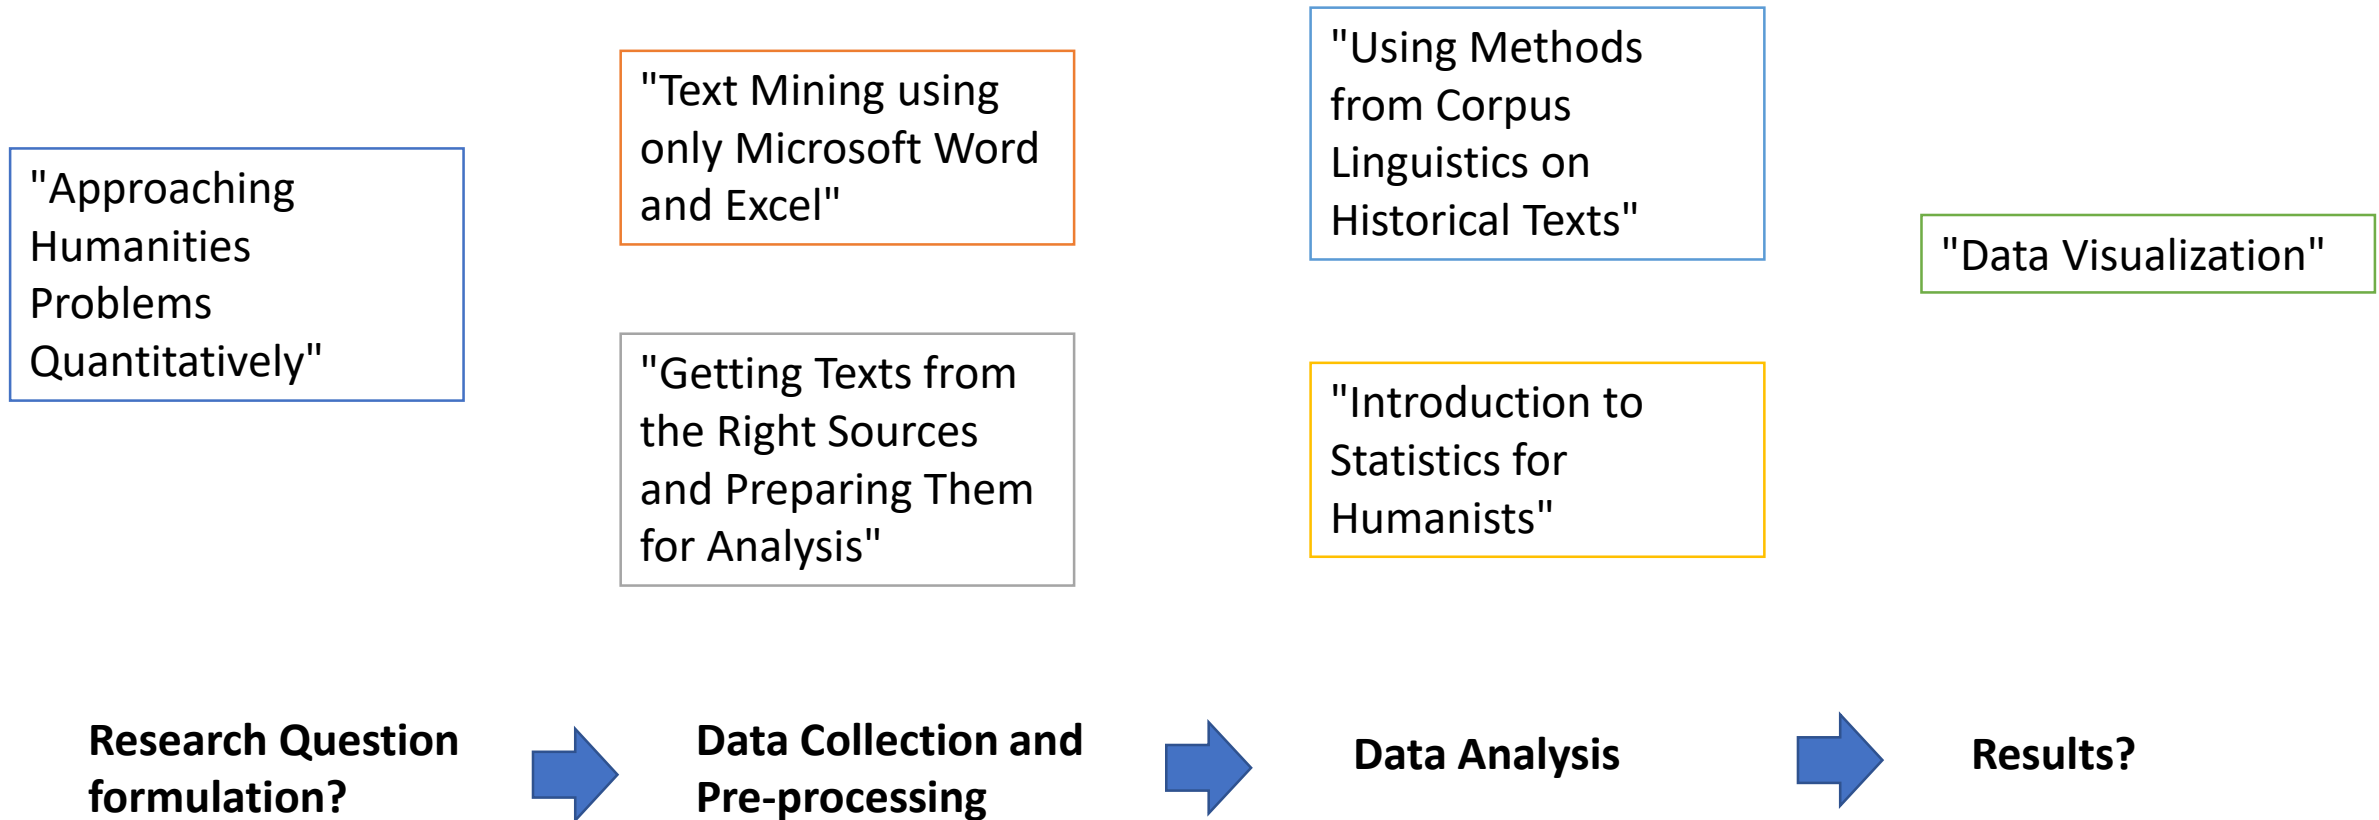 "Approaching
Humanities
Problems
Quantitatively"
"Text Mining using
only Microsoft Word
and Excel"
"Getting Texts from
the Right Sources
and Preparing Them
for Analysis"
"Using Methods
from Corpus
Linguistics on
Historical Texts"
"Introduction to
Statistics for
Humanists"
"Data Visualization"
Research Question
formulation?
Data Collection and
Pre-processing
Data Analysis
Results?